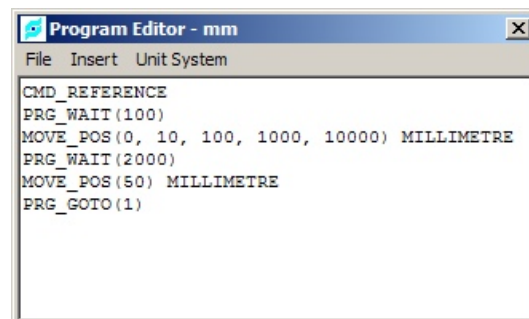 Program Editor - mm
File Insert Unit System
CMD_REFERENCE
PRG_WAIT(100)
MOVE_POS(0, 10, 100, 1000, 10000) MILLIMETRE
PRG_WAIT(2000)
MOVE_POS(50) MILLIMETRE
PRG_GOTO(1)